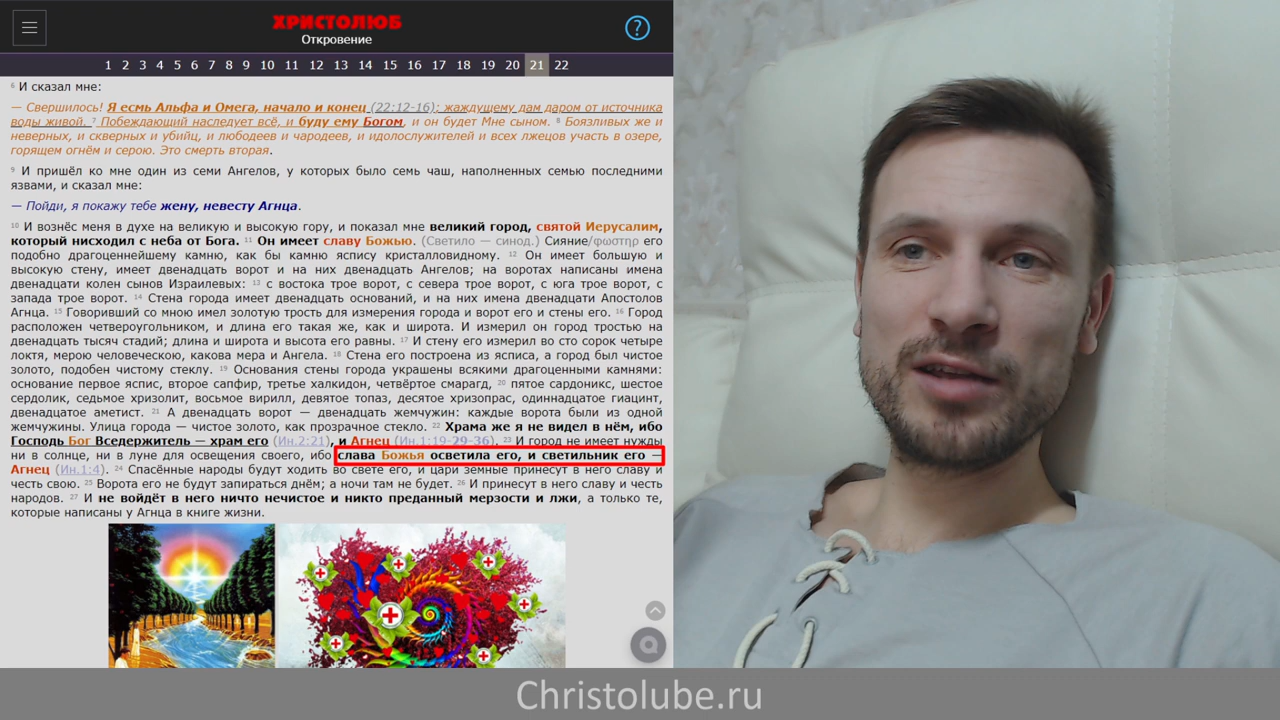 ХРИСТОЛЮБ
Откровение
?
1 2 3 4 5 6 7 8 9 10 11 12 13 14 15 16 17 18 19 20 21 22
6 И сказал мне:
— Свершилось! Я есмь Альфа и Омега, начало и конец (22:12-16); жаждущему дам даром от источника
воды живой. 7 Побеждающий наследует всё, и буду ему Богом, и он будет Мне сыном. 8 Боязливых же и
неверных, и скверных и убийц, и любодеев и чародеев, и идолослужителей и всех лжецов участь в озере,
горящем огнём и серою. Это смерть вторая.
9 И пришёл ко мне один из семи Ангелов, у которых было семь чаш, наполненных семью последними
язвами, и сказал мне:
— Пойди, я покажу тебе жену, невесту Агнца.
10 И вознёс меня в духе на великую и высокую гору, и показал мне великий город, святой Иерусалим,
который нисходил с неба от Бога. 11 Он имеет славу Божью. (Светило — синод.) Сияние/φωστηρ его
подобно драгоценнейшему камню, как бы камню яспису кристалловидному. 12 Он имеет большую и
высокую стену, имеет двенадцать ворот и на них двенадцать Ангелов; на воротах написаны имена
двенадцати колен сынов Израилевых: 13 с востока трое ворот, с севера трое ворот, с юга трое ворот, с
запада трое ворот. 14 Стена города имеет двенадцать оснований, и на них имена двенадцати Апостолов
Агнца. 15 Говоривший со мною имел золотую трость для измерения города и ворот его и стены его. 16 Город
расположен четвероугольником, и длина его такая же, как и широта. И измерил он город тростью на
двенадцать тысяч стадий; длина и широта и высота его равны. 17 И стену его измерил во сто сорок четыре
локтя, мерою человеческою, какова мера и Ангела. 18 Стена его построена из ясписа, а город был чистое
золото, подобен чистому стеклу. 19 Основания стены города украшены всякими драгоценными камнями:
основание первое яспис, второе сапфир, третье халкидон, четвёртое смарагд, 20 пятое сардоникс, шестое
сердолик, седьмое хризолит, восьмое вирилл, девятое топаз, десятое хризопрас, одиннадцатое гиацинт,
двенадцатое аметист. 21 А двенадцать ворот — двенадцать жемчужин: каждые ворота были из одной
жемчужины. Улица города — чистое золото, как прозрачное стекло. 22 Храма же я не видел в нём, ибо
Господь Бог Вседержитель — храм его (Ин.2:21), и Агнец (Ин.1:19-29-36). 23 И город не имеет нужды
ни в солнце, ни в луне для освещения своего, ибо слава Божья осветила его, и светильник его —
Агнец (Ин.1:4). 24 Спасённые народы будут ходить во свете его, и цари земные принесут в него славу и
честь свою. 25 Ворота его не будут запираться днём; а ночи там не будет. 26 И принесут в него славу и честь
народов. 27 И не войдёт в него ничто нечистое и никто преданный мерзости и лжи, а только те,
которые написаны у Агнца в книге жизни.
Christolube.ru